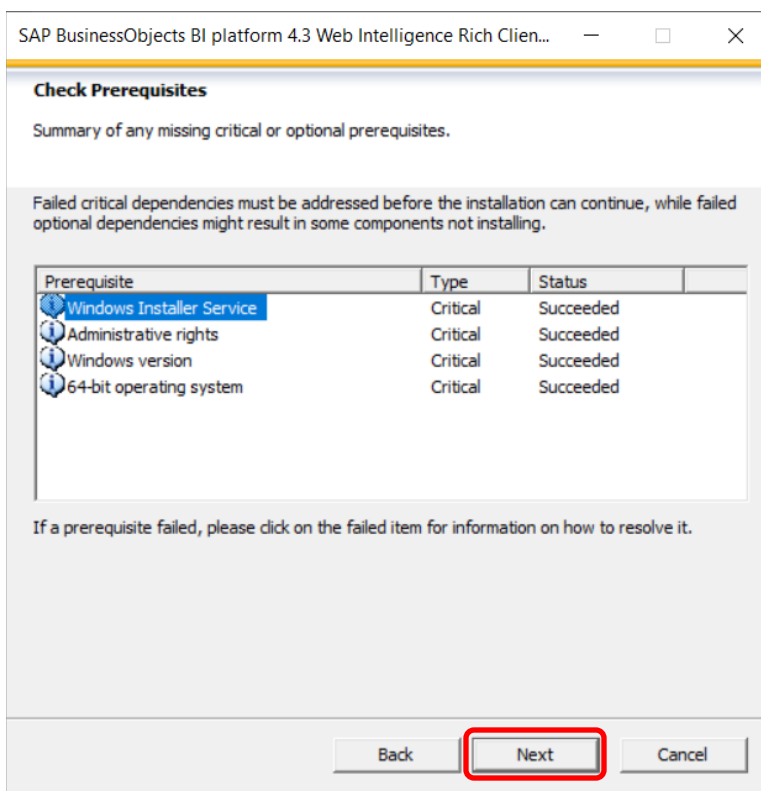 SAP BusinessObjects BI platform 4.3 Web Intelligence Rich Clien...
Check Prerequisites
Summary of any missing critical or optional prerequisites.
Failed critical dependencies must be addressed before the installation can continue, while failed
optional dependencies might result in some components not installing.
Prerequisite Type Status
Windows Installer Service Critical Succeeded
Administrative rights Critical Succeeded
Windows version Critical Succeeded
64-bit operating system Critical Succeeded
If a prerequisite failed, please click on the failed item for information on how to resolve it.
Back Next Cancel